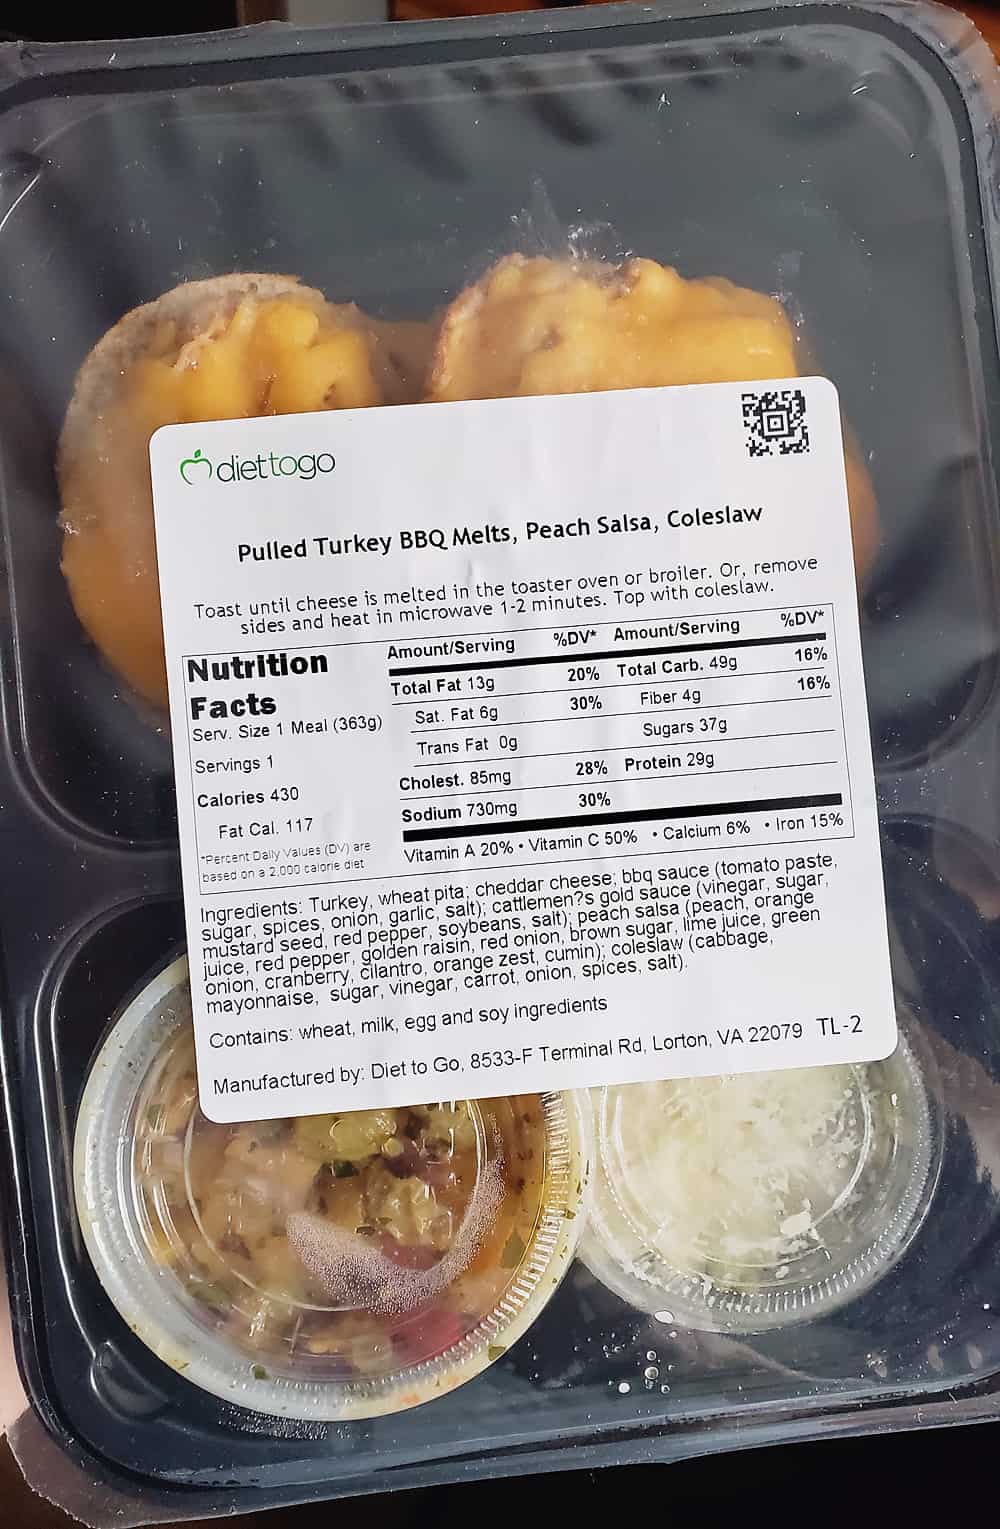 diettogo
Pulled Turkey BBQ Melts, Peach Salsa, Coleslaw
Toast until cheese is melted in the toaster oven or broiler. Or, remove
sides and heat in microwave 1-2 minutes. Top with coleslaw.
Nutrition
Facts
Serv. Size 1 Meal (363g)
Servings 1
Calories 430
Fat Cal. 117
*Percent Daily Values (DV) are
based on a 2,000 calorie diet
Amount/Serving %DV* Amount/Serving %DV*
Total Fat 13g 20% Total Carb. 49g 16%
Sat. Fat 6g 30% Fiber 4g 16%
Trans Fat 0g Sugars 37g
Cholest. 85mg 28% Protein 29g
Sodium 730mg 30%
Vitamin A 20% • Vitamin C 50% • Calcium 6% • Iron 15%
Ingredients: Turkey, wheat pita; cheddar cheese; bbq sauce (tomato paste,
sugar, spices, onion, garlic, salt); cattlemen?s gold sauce (vinegar, sugar,
mustard seed, red pepper, soybeans, salt); peach salsa (peach, orange
juice, red pepper, golden raisin, red onion, brown sugar, lime juice, green
onion, cranberry, cilantro, orange zest, cumin); coleslaw (cabbage,
mayonnaise, sugar, vinegar, carrot, onion, spices, salt).
Contains: wheat, milk, egg and soy ingredients
Manufactured by: Diet to Go, 8533-F Terminal Rd, Lorton, VA 22079 TL-2